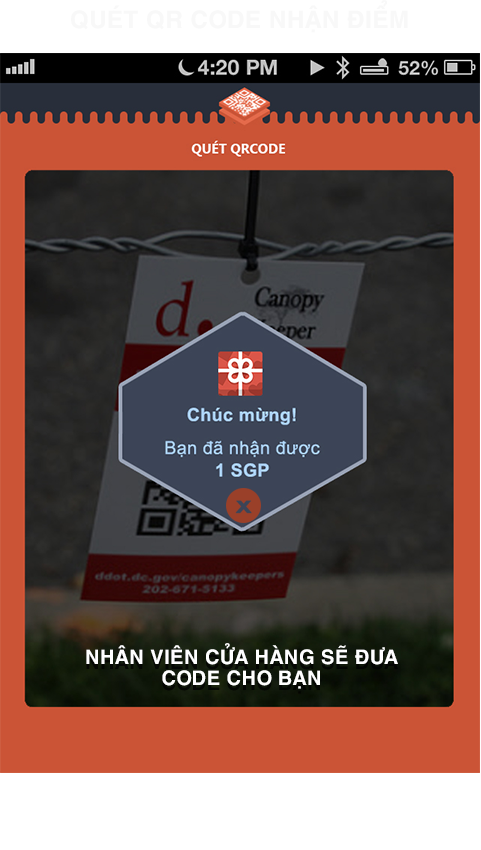 QUÉT QR CODE NHẬN ĐIỂM
4:20 PM
52%
QUÉT QRCODE
d.
Canopy
Keeper
Chúc mừng!
Bạn đã nhận được
1 SGP
x
ddot.dc.gov/canopykeepers
202-671-5133
NHÂN VIÊN CỬA HÀNG SẼ ĐƯA
CODE CHO BẠN